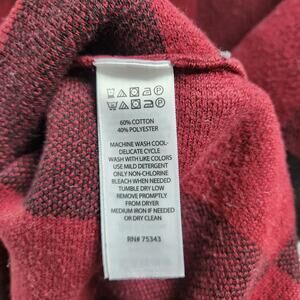 60% COTTON
40% POLYESTER
MACHINE WASH COOL-
DELICATE CYCLE
WASH WITH LIKE COLORS
USE MILD DETERGENT
ONLY NON-CHLORINE
BLEACH WHEN NEEDED
TUMBLE DRY LOW
REMOVE PROMPTLY
FROM DRYER
MEDIUM IRON IF NEEDED
OR DRY CLEAN
RN# 75343